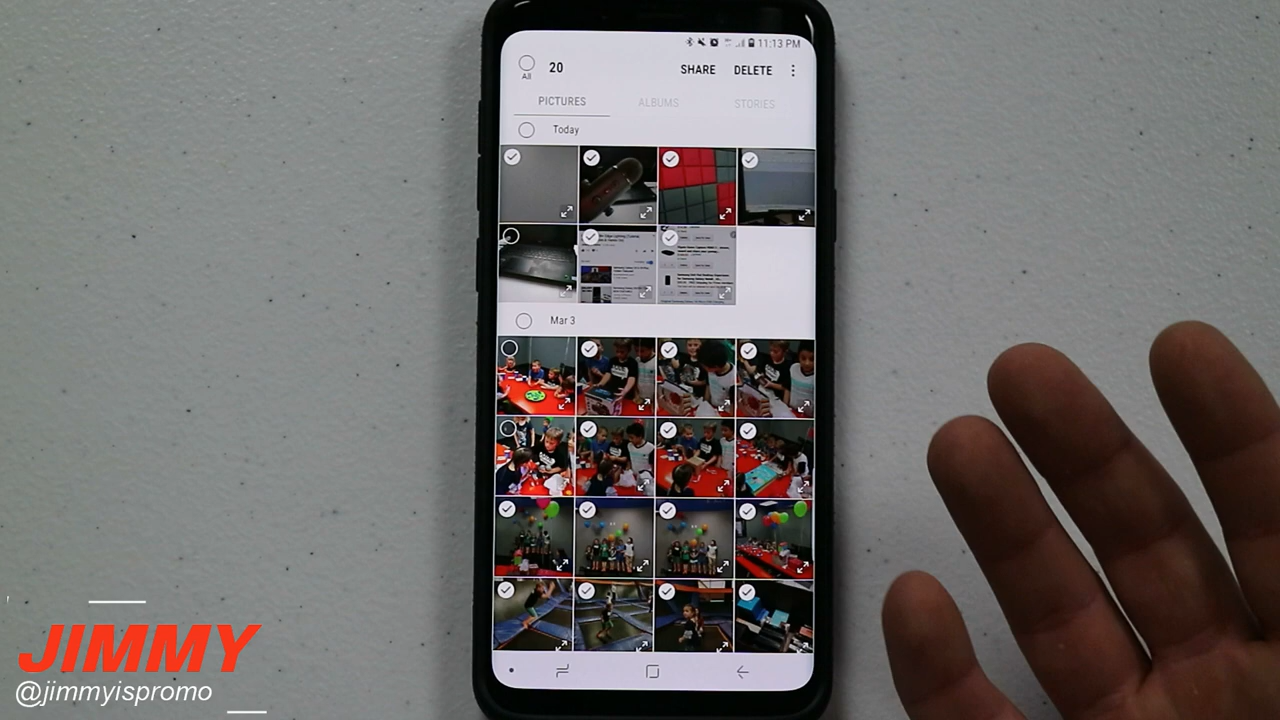 11:13 PM
All 20 SHARE DELETE
PICTURES ALBUMS STORIES
Today
Mar 3
JIMMY
@jimmyispromo